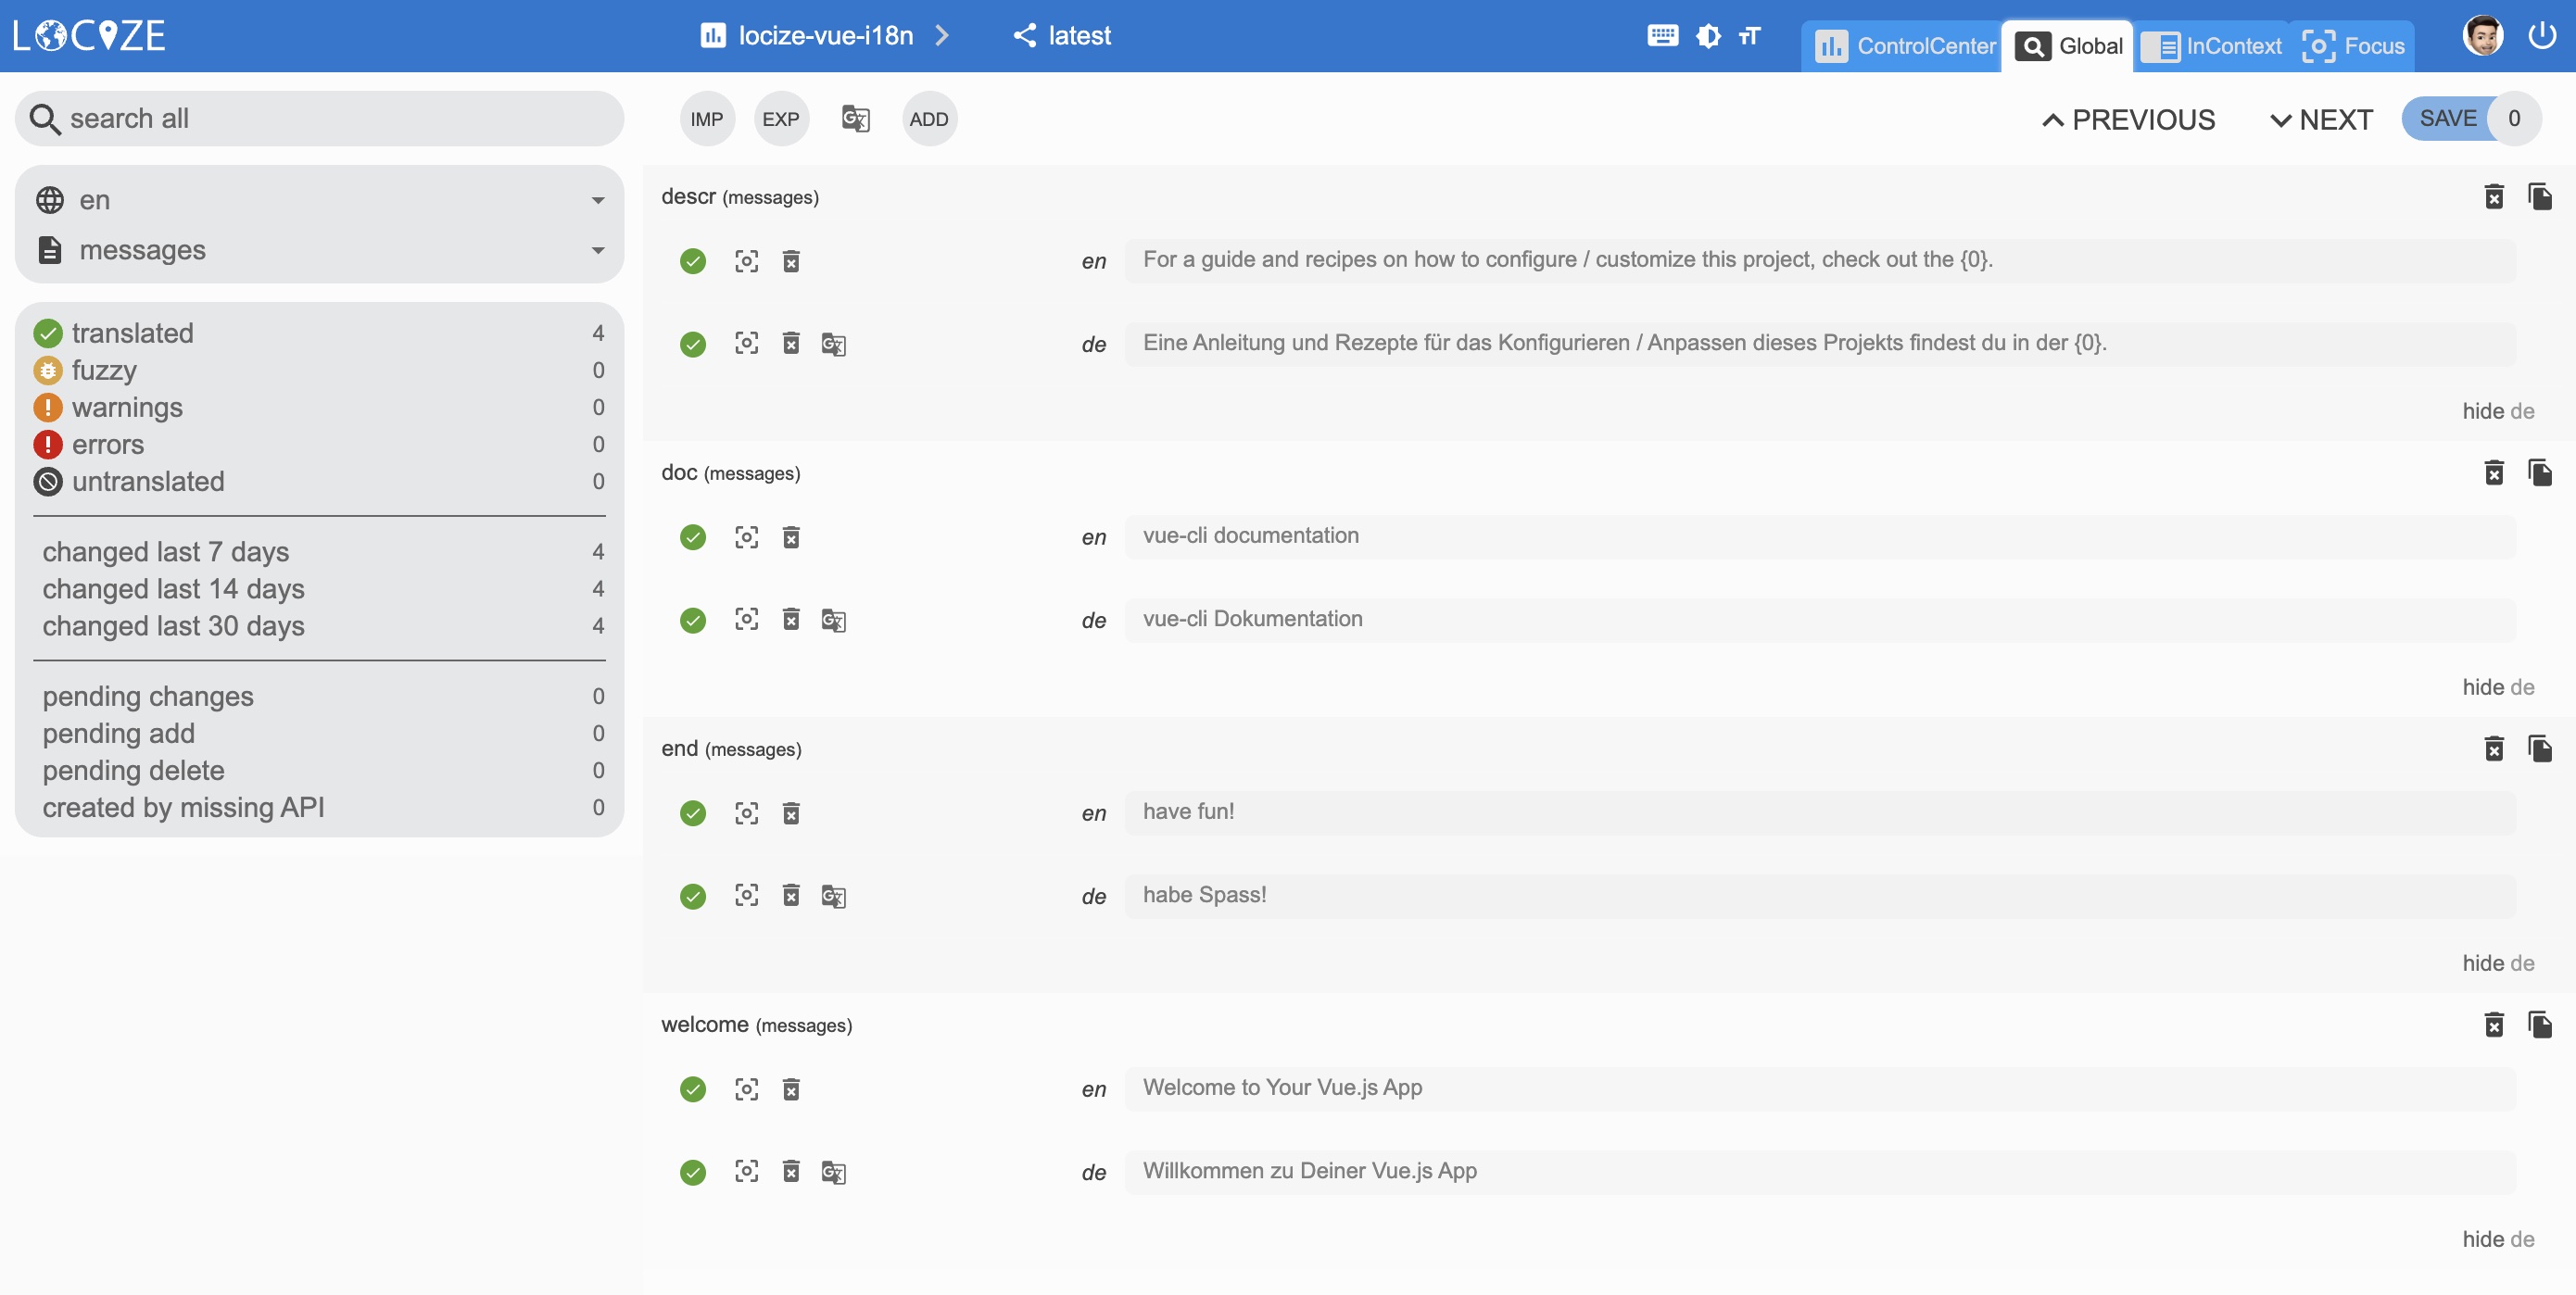 LOCIZE
locize-vue-i18n
latest
ControlCenter
Global
InContext
Focus
search all
IMP
EXP
ADD
PREVIOUS
NEXT
SAVE 0
en
messages
translated 4
fuzzy 0
warnings 0
errors 0
untranslated 0
changed last 7 days 4
changed last 14 days 4
changed last 30 days 4
pending changes 0
pending add 0
pending delete 0
created by missing API 0
descr (messages)
en For a guide and recipes on how to configure / customize this project, check out the {0}.
de Eine Anleitung und Rezepte für das Konfigurieren / Anpassen dieses Projekts findest du in der {0}.
hide de
doc (messages)
en vue-cli documentation
de vue-cli Dokumentation
hide de
end (messages)
en have fun!
de habe Spass!
hide de
welcome (messages)
en Welcome to Your Vue.js App
de Willkommen zu Deiner Vue.js App
hide de